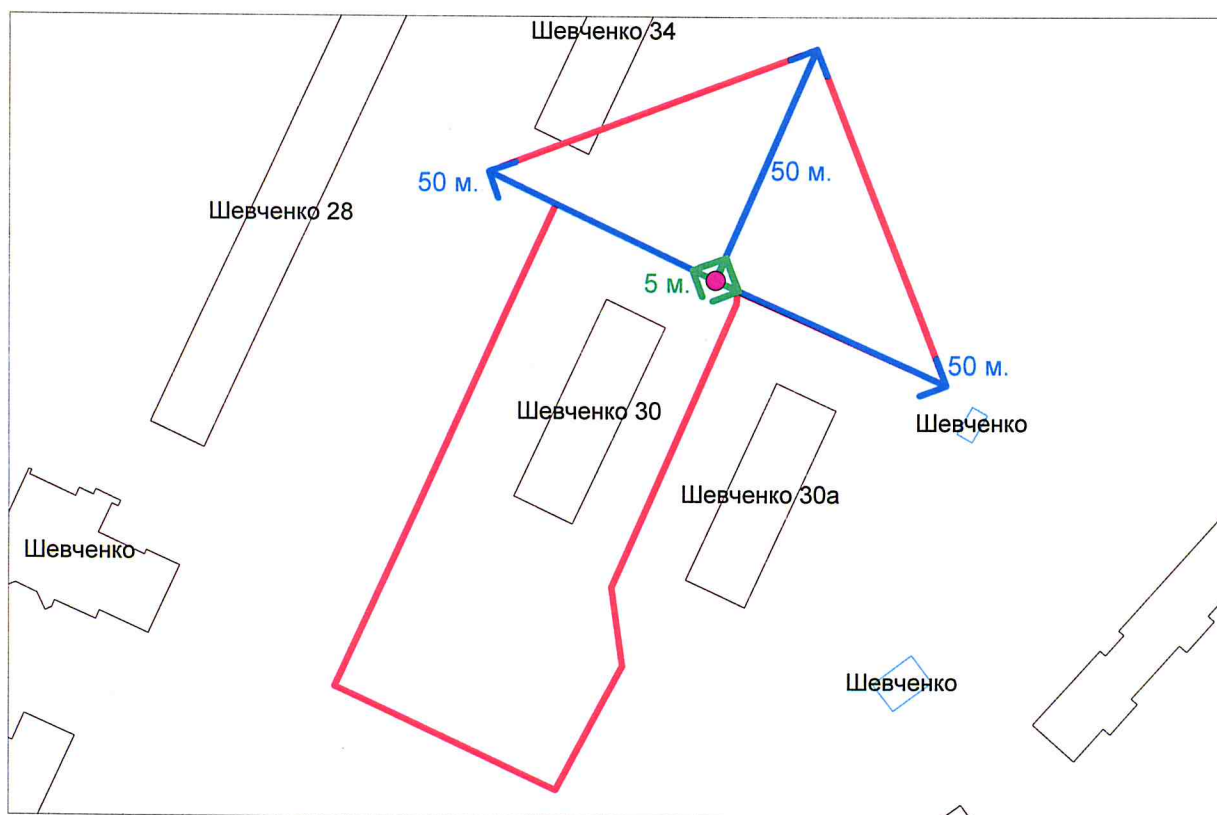 Шевченко 34
50 м.
50 м.
Шевченко 28
5 м.
50 м.
Шевченко 30
Шевченко
Шевченко 30а
Шевченко
Шевченко